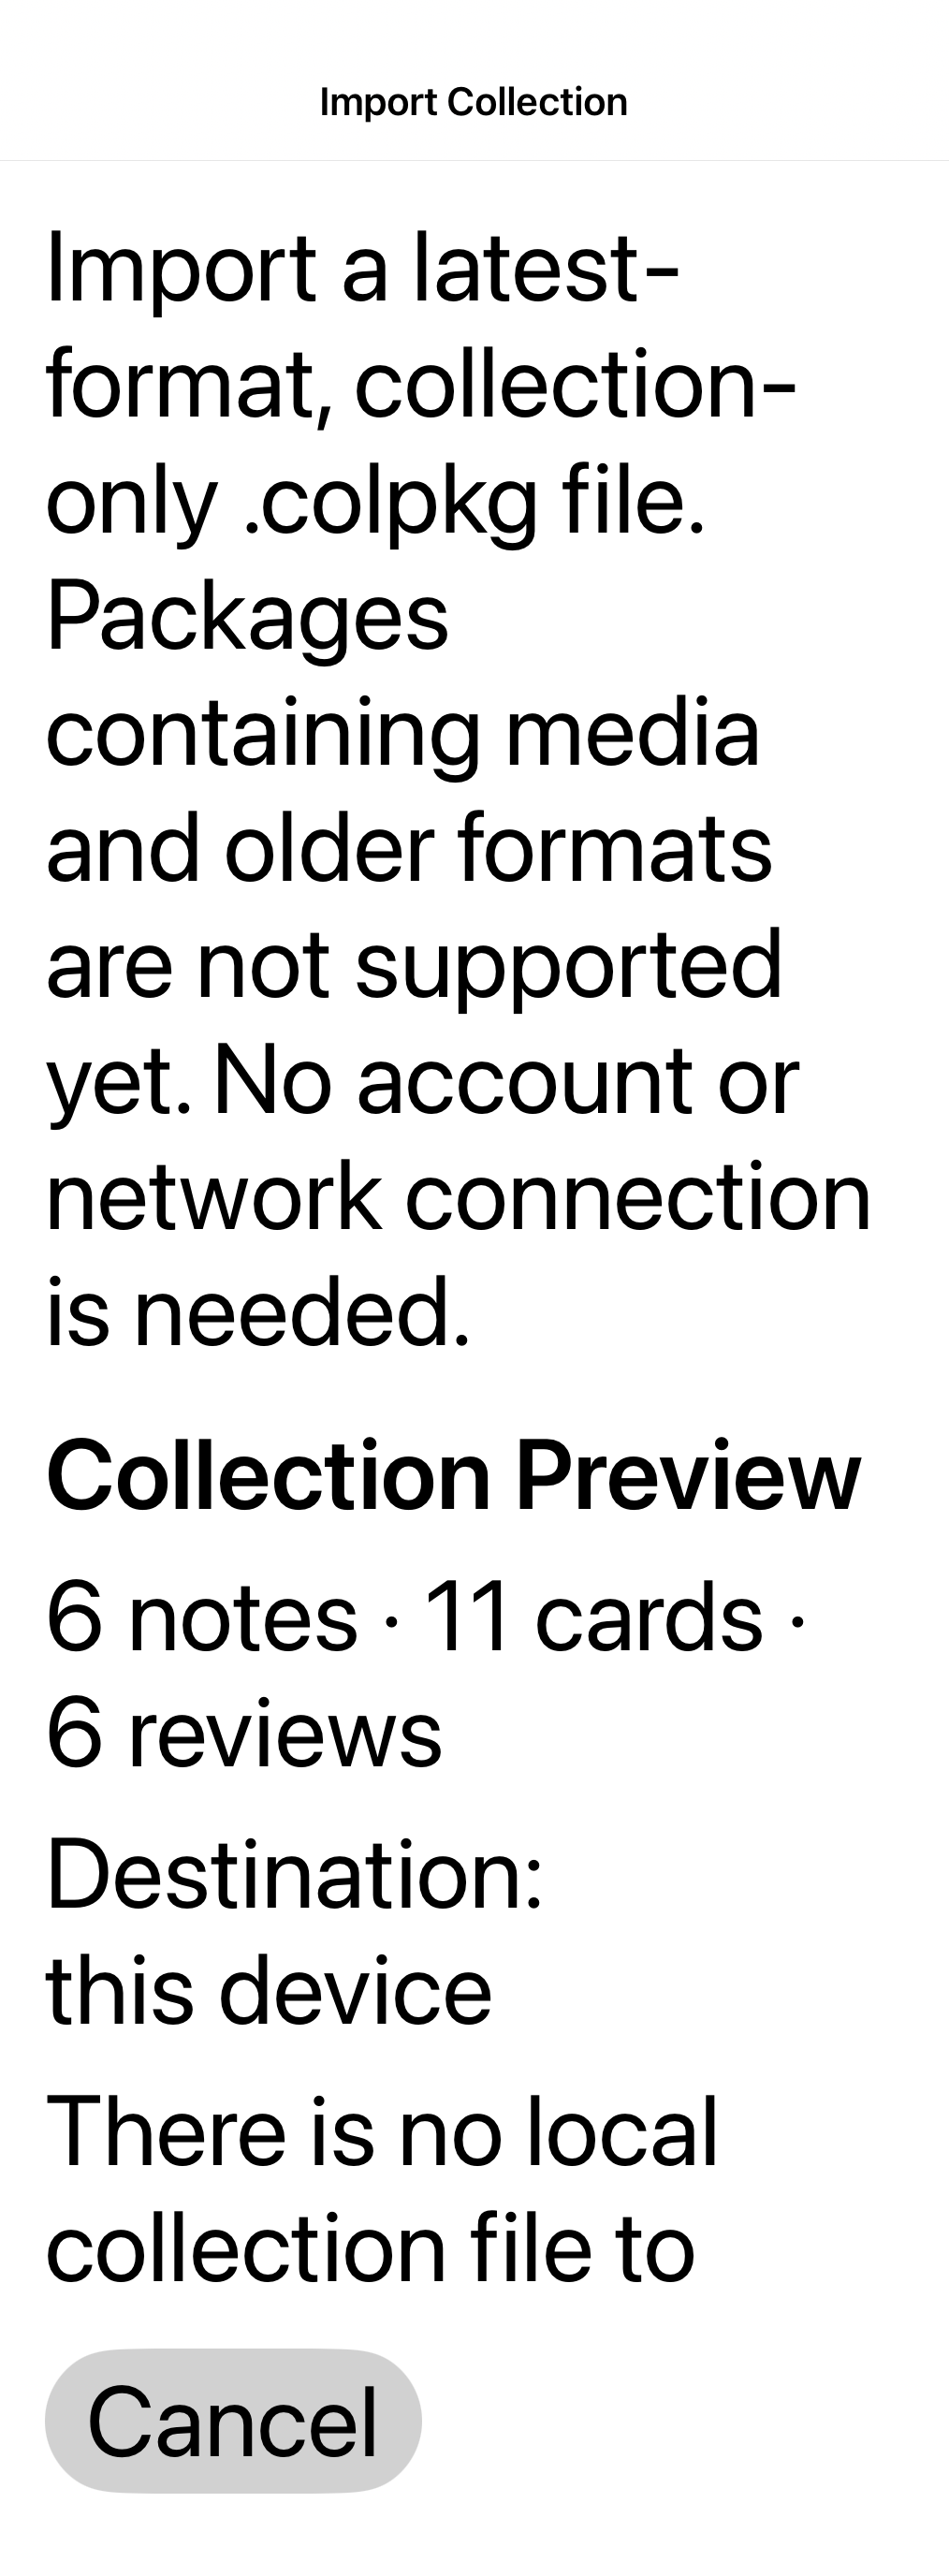 Import Collection
Import a latest-
format, collection-
only .colpkg file.
Packages
containing media
and older formats
are not supported
yet. No account or
network connection
is needed.
Collection Preview
6 notes · 11 cards ·
6 reviews
Destination:
this device
There is no local
collection file to
Cancel